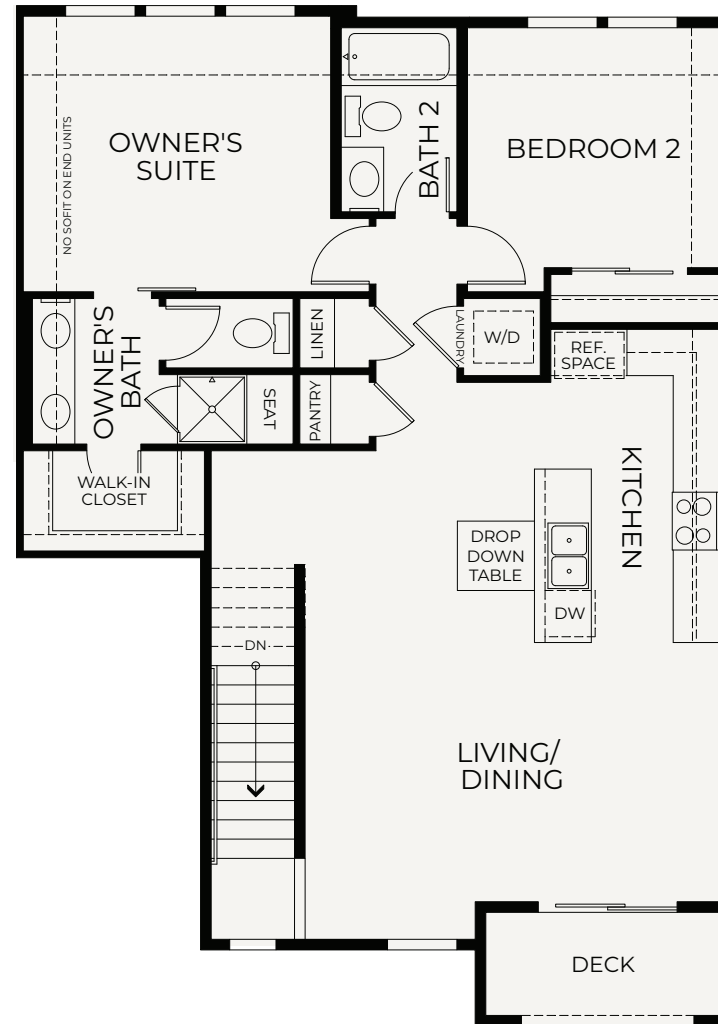 OWNER'S
SUITE
NO SOFIT ON END UNITS
BATH 2
BEDROOM 2
OWNER'S
BATH
LINEN
LAUNDRY
W/D
REF.
SPACE
SEAT
PANTRY
WALK-IN
CLOSET
KITCHEN
DROP
DOWN
TABLE
DW
DN
LIVING/
DINING
DECK